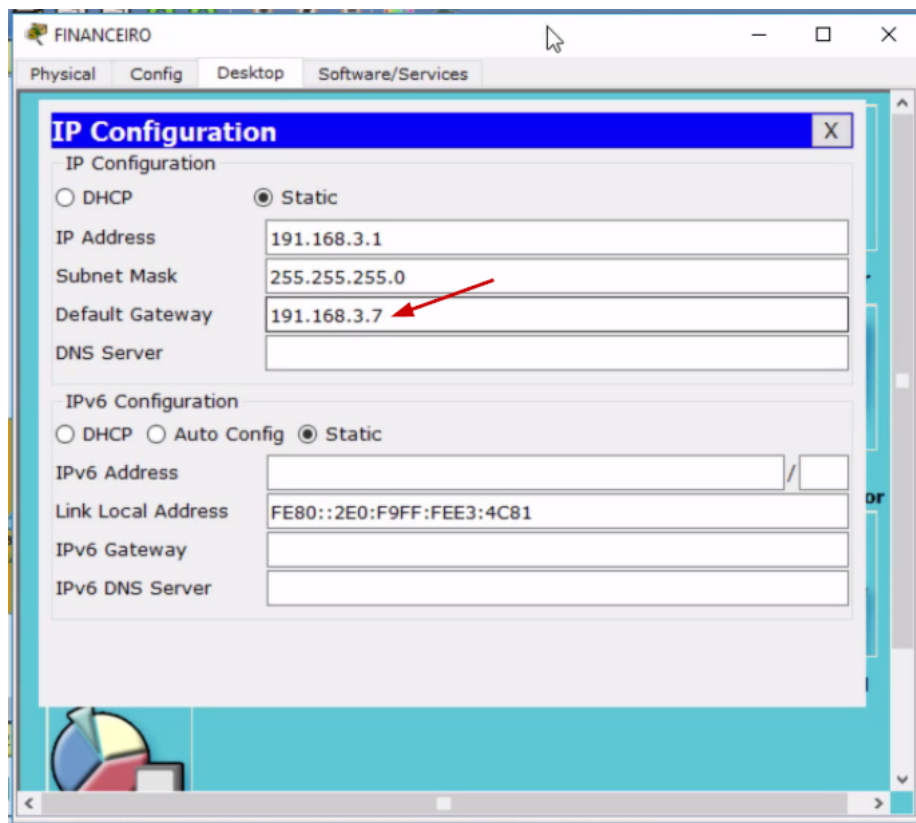 FINANCEIRO
Physical Config Desktop Software/Services
IP Configuration X
IP Configuration
DHCP Static
IP Address 191.168.3.1
Subnet Mask 255.255.255.0
Default Gateway 191.168.3.7
DNS Server
IPv6 Configuration
DHCP Auto Config Static
IPv6 Address /
Link Local Address FE80::2E0:F9FF:FEE3:4C81
IPv6 Gateway
IPv6 DNS Server